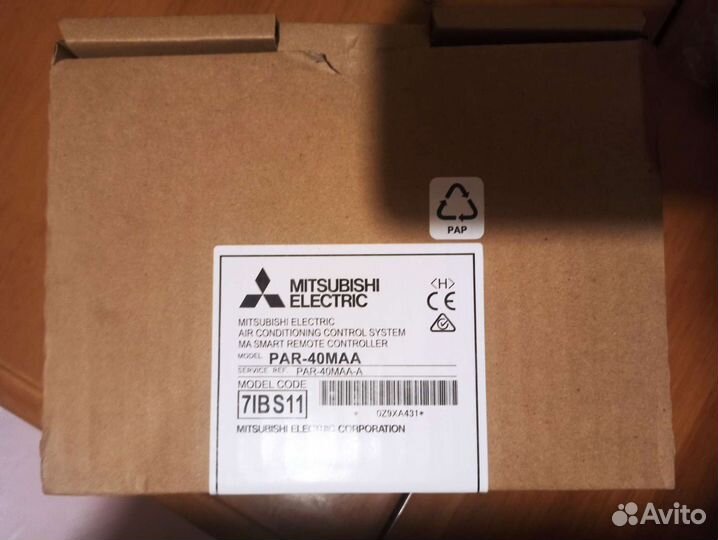 PAP
MITSUBISHI
ELECTRIC
<H>
CE
MITSUBISHI ELECTRIC
AIR CONDITIONING CONTROL SYSTEM
MA SMART REMOTE CONTROLLER
MODEL PAR-40MAA
SERVICE REF. PAR-40MAA-A
MODEL CODE
7IB S11
* 0Z9XA431*
MITSUBISHI ELECTRIC CORPORATION
Avito